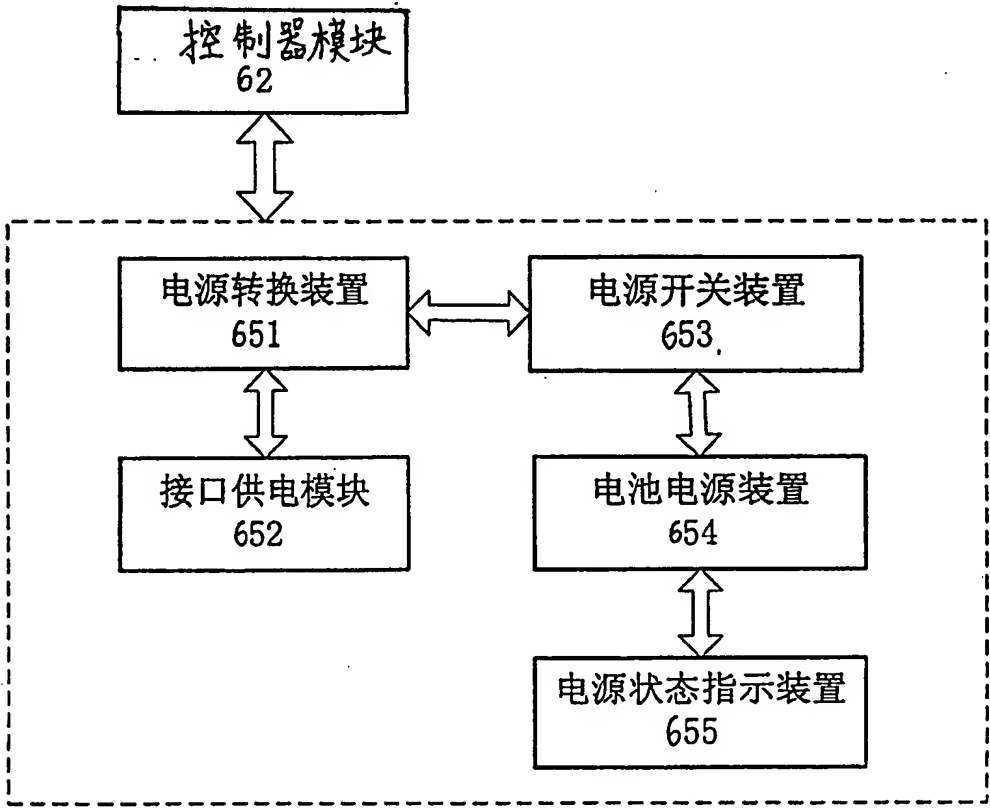 控制器模块
62
电源转换装置
651
电源开关装置
653
接口供电模块
652
电池电源装置
654
电源状态指示装置
655